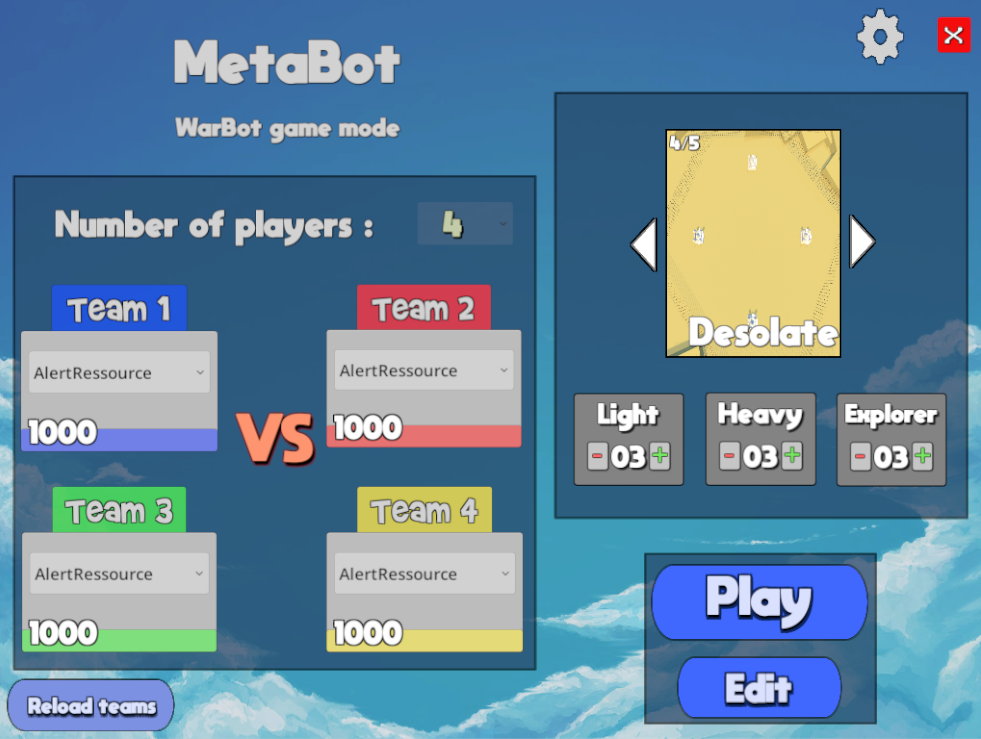 MetaBot
WarBot game mode
Number of players : 4
Team 1
AlertRessource
1000
Team 2
AlertRessource
1000
VS
Team 3
AlertRessource
1000
Team 4
AlertRessource
1000
Reload teams
4/5
Desolate
Light
- 03 +
Heavy
- 03 +
Explorer
- 03 +
Play
Edit